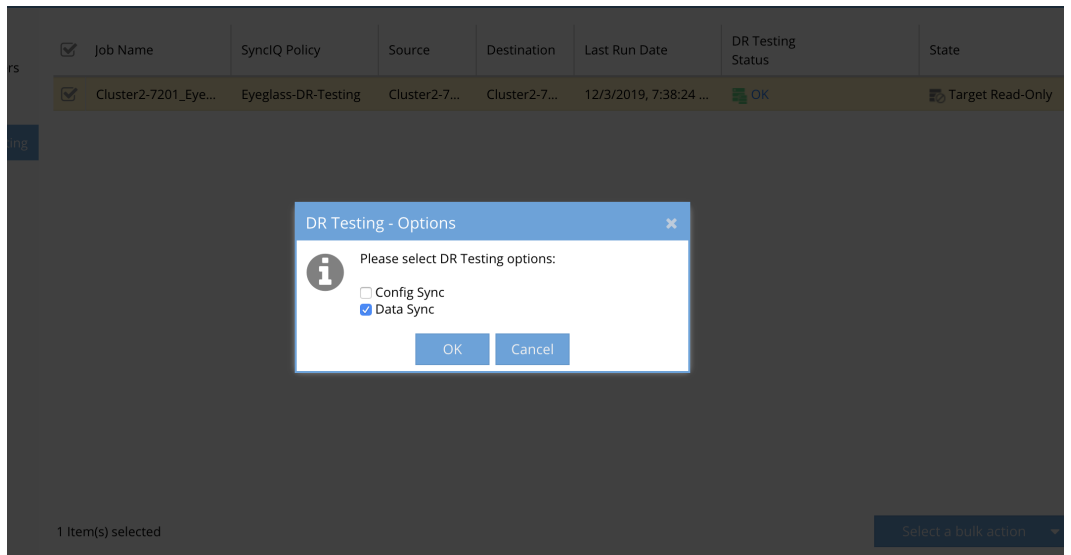 Job Name SyncIQ Policy Source Destination Last Run Date DR Testing Status State
rs
Cluster2-7201_Eye... Eyeglass-DR-Testing Cluster2-7... Cluster2-7... 12/3/2019, 7:38:24 ... OK Target Read-Only
ting
DR Testing - Options
Please select DR Testing options:
Config Sync
Data Sync
OK Cancel
1 Item(s) selected Select a bulk action